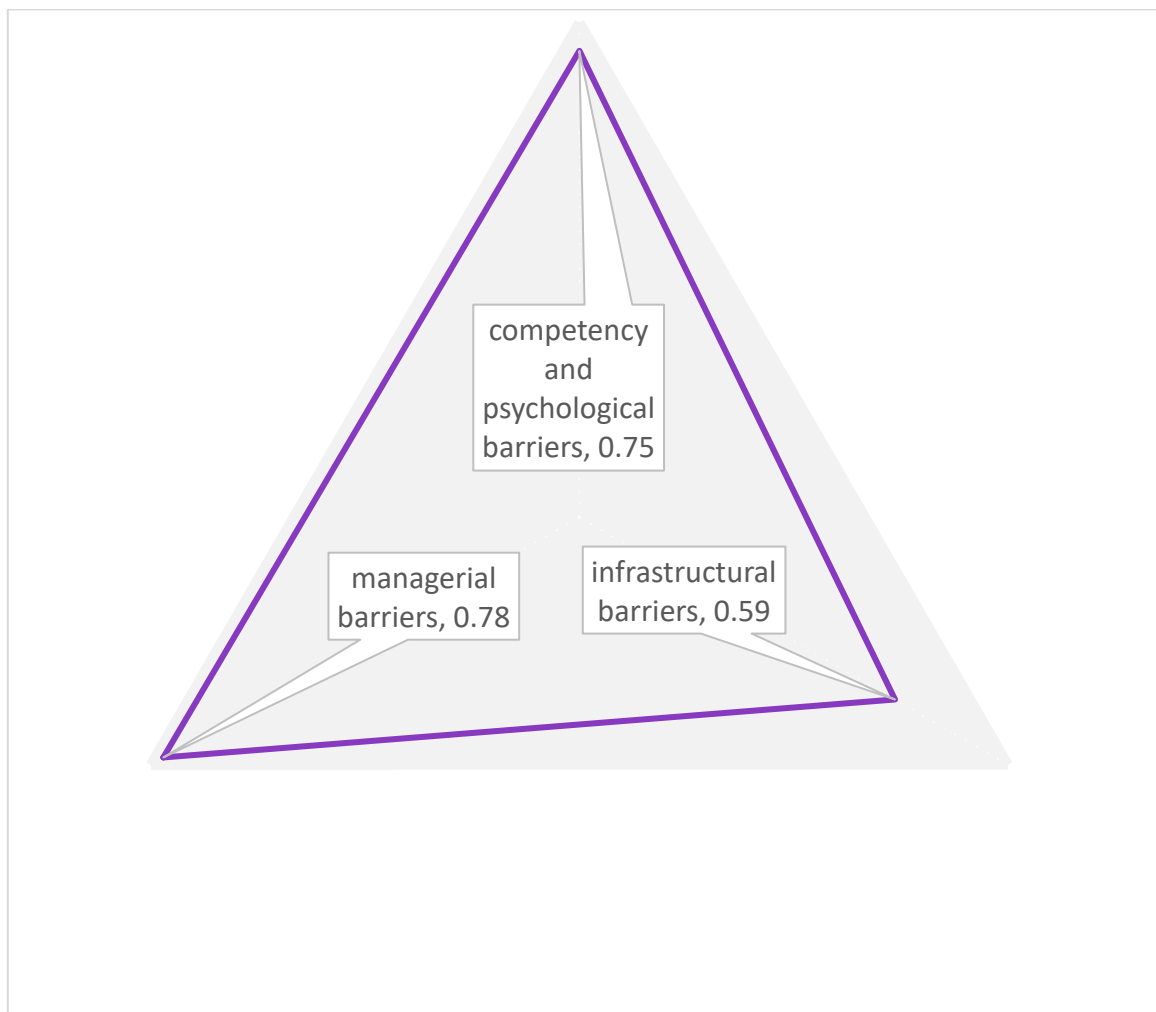 competency
and
psychological
barriers, 0.75
managerial
barriers, 0.78
infrastructural
barriers, 0.59